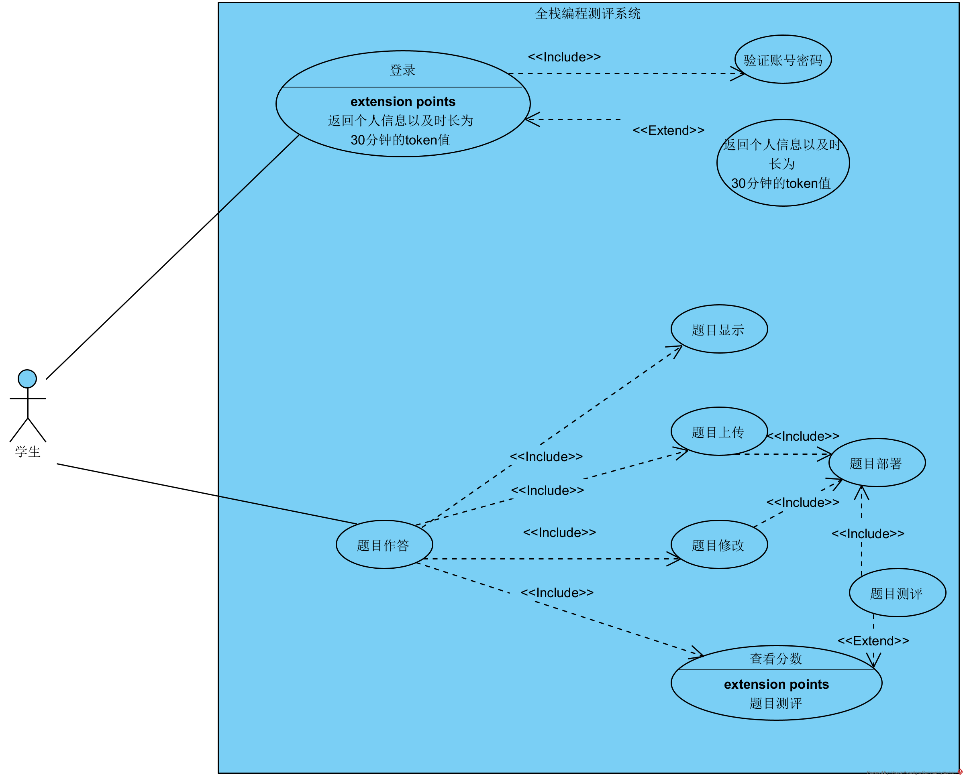 全栈编程测评系统
登录
extension points
返回个人信息以及时长为
30分钟的token值
<<Include>>
验证账号密码
<<Extend>>
返回个人信息以及时
长为
30分钟的token值
学生
题目显示
<<Include>>
题目上传
<<Include>>
题目部署
<<Include>>
<<Include>>
题目作答
<<Include>>
题目修改
<<Include>>
<<Include>>
题目测评
<<Extend>>
查看分数
extension points
题目测评